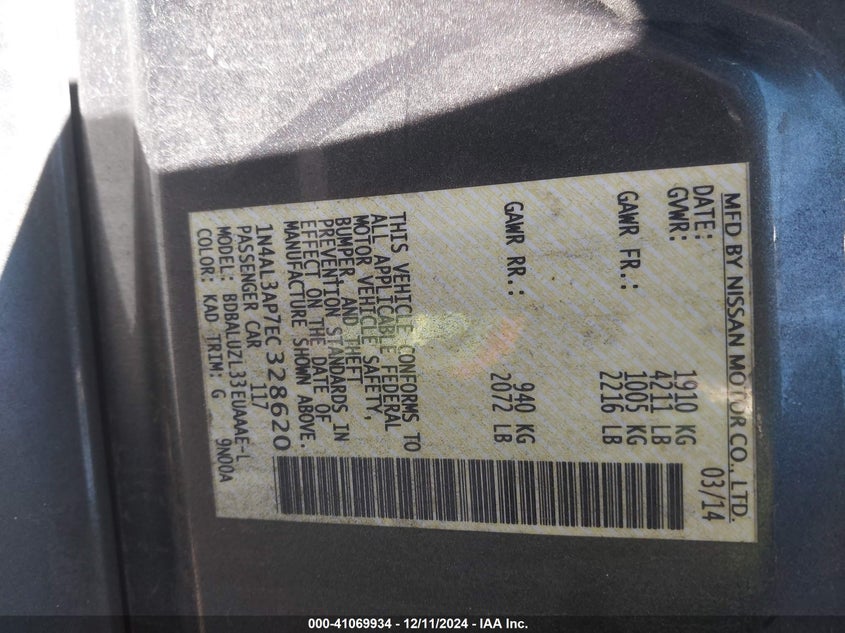 MFD BY NISSAN MOTOR CO., LTD.
DATE: 03/14
GVWR: 1910 KG
4211 LB
GAWR FR.: 1005 KG
2216 LB
GAWR RR.: 940 KG
2072 LB
THIS VEHICLE CONFORMS TO
ALL APPLICABLE FEDERAL
MOTOR VEHICLE SAFETY,
BUMPER, AND THEFT
PREVENTION STANDARDS IN
EFFECT ON THE DATE OF
MANUFACTURE SHOWN ABOVE.
1N4AL3AP7EC328620
PASSENGER CAR 117
MODEL: BDBALUZL33EUAAAE-L
COLOR: KAD TRIM: G 9N00A
000-41069934 - 12/11/2024 - IAA Inc.